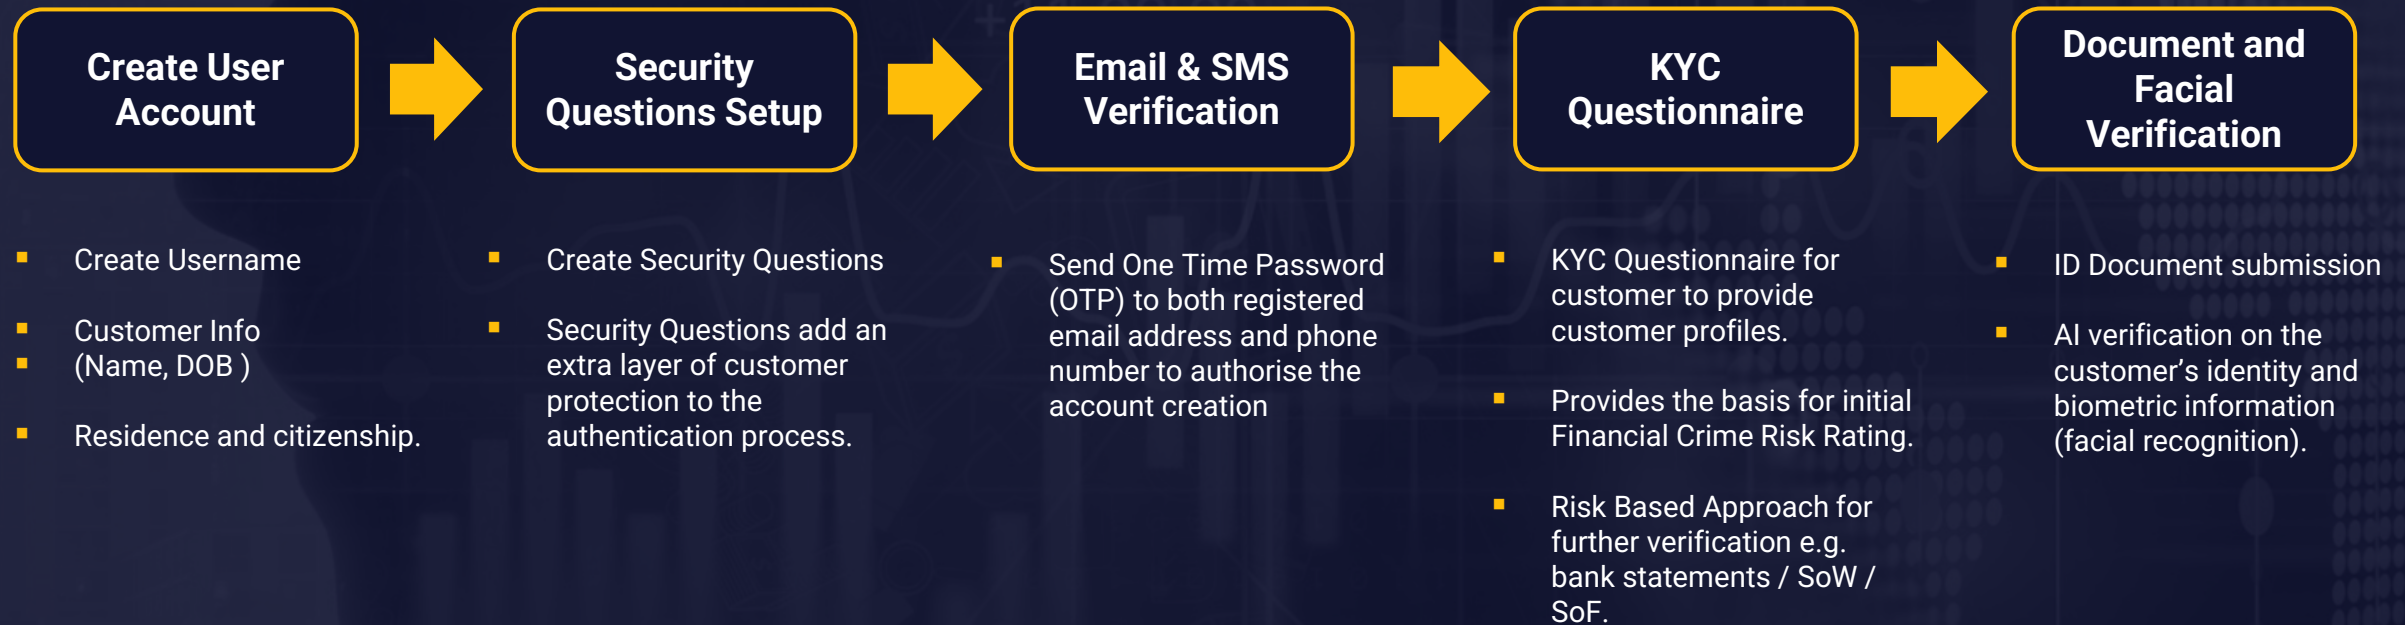 Create User
Account
Security
Questions Setup
Email & SMS
Verification
KYC
Questionnaire
Document and
Facial
Verification
▪ Create Username
▪ Customer Info
▪ (Name, DOB )
▪ Residence and citizenship.
▪ Create Security Questions
▪ Security Questions add an
extra layer of customer
protection to the
authentication process.
▪ Send One Time Password
(OTP) to both registered
email address and phone
number to authorise the
account creation
▪ KYC Questionnaire for
customer to provide
customer profiles.
▪ Provides the basis for initial
Financial Crime Risk Rating.
▪ Risk Based Approach for
further verification e.g.
bank statements / SoW /
SoF.
▪ ID Document submission
▪ AI verification on the
customer’s identity and
biometric information
(facial recognition).